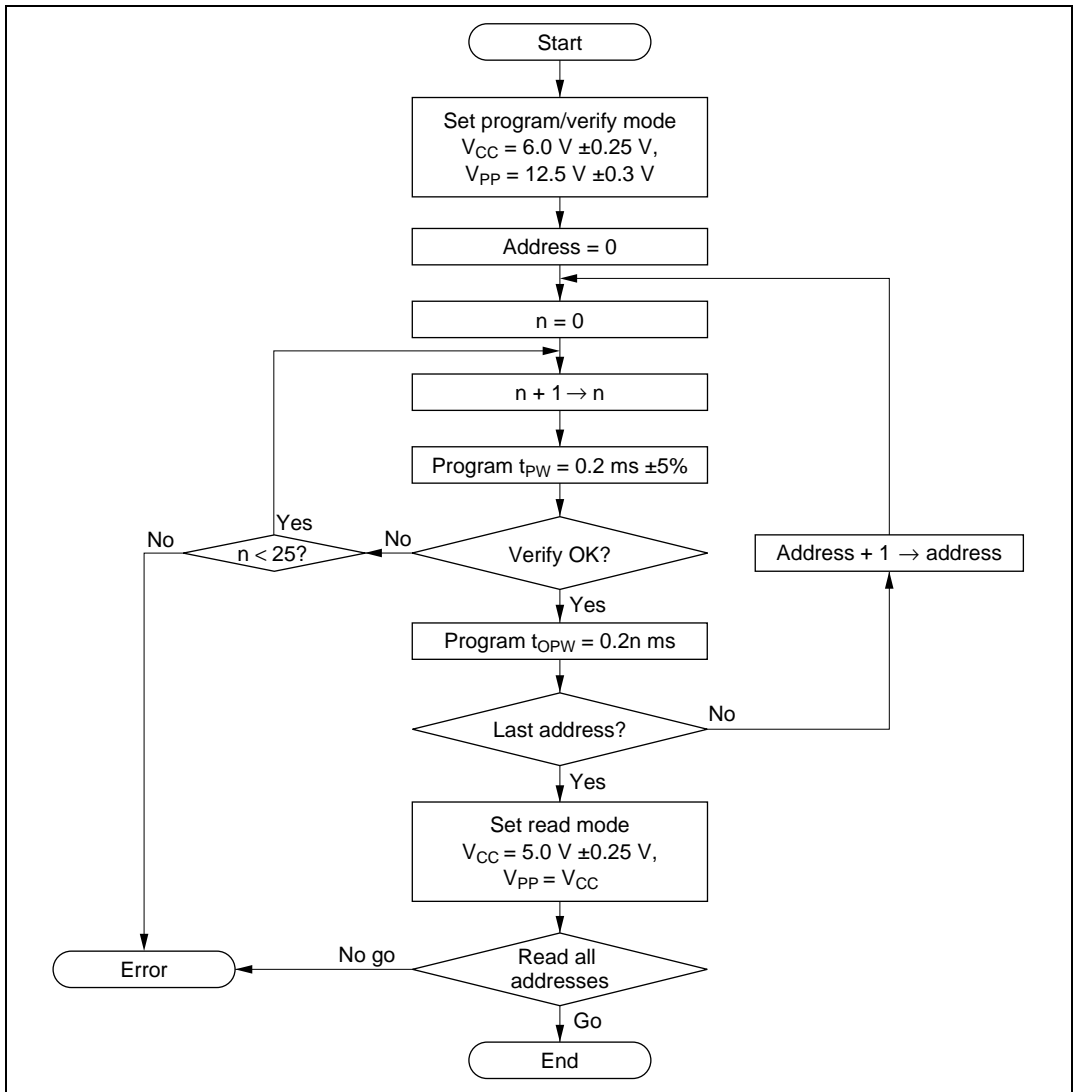 Start
Set program/verify mode
VCC = 6.0 V ±0.25 V,
VPP = 12.5 V ±0.3 V
Address = 0
n = 0
n + 1 → n
Program tPW = 0.2 ms ±5%
No
Yes
n < 25?
No
Verify OK?
Address + 1 → address
Yes
Program tOPW = 0.2n ms
Last address?
No
Yes
Set read mode
VCC = 5.0 V ±0.25 V,
VPP = VCC
Error
No go
Read all
addresses
Go
End